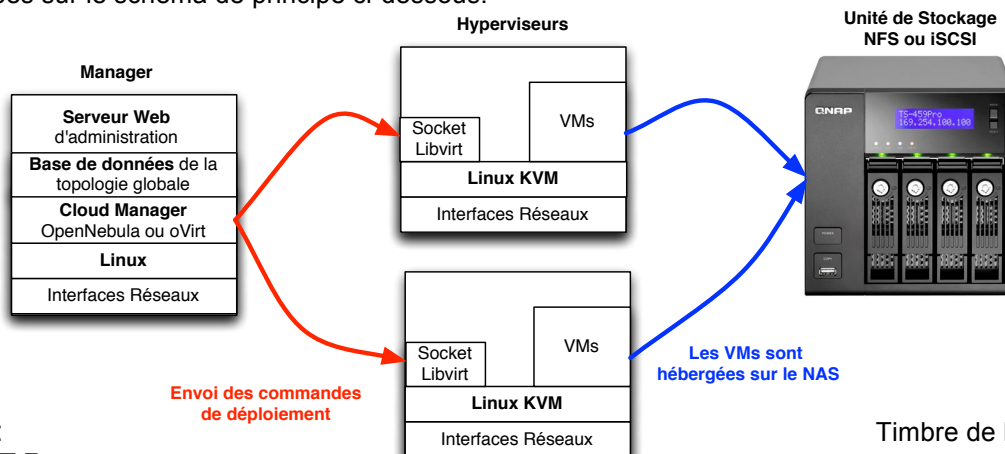 Unité de Stockage
NFS ou iSCSI
Hyperviseurs
Manager
Serveur Web
d'administration
Base de données de la
topologie globale
Cloud Manager
OpenNebula ou oVirt
Linux
Interfaces Réseaux
Socket
Libvirt
VMs
Linux KVM
Interfaces Réseaux
QNAP
TS-459Pro
169.254.100.100
Socket
Libvirt
VMs
Linux KVM
Interfaces Réseaux
Envoi des commandes
de déploiement
Les VMs sont
hébergées sur le NAS
Timbre de